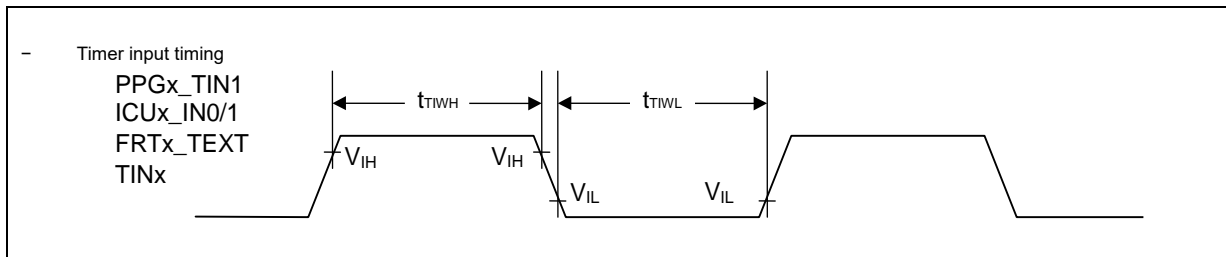 – Timer input timing
PPGx_TIN1
ICUx_IN0/1
FRTx_TEXT
TINx
tTIWH
tTIWL
VIH
VIH
VIL
VIL